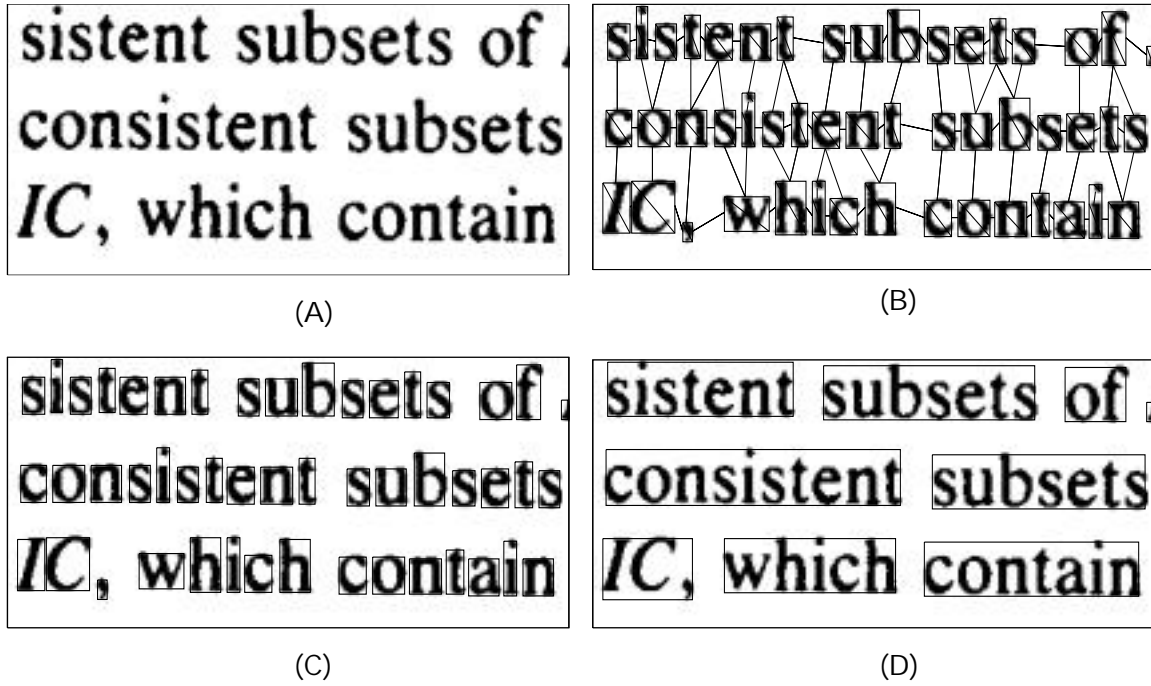 sistent subsets of
consistent subsets
IC, which contain
(A)
sistent subsets of
consistent subsets
IC, which contain
(B)
sistent subsets of
consistent subsets
IC, which contain
(C)
sistent subsets of
consistent subsets
IC, which contain
(D)